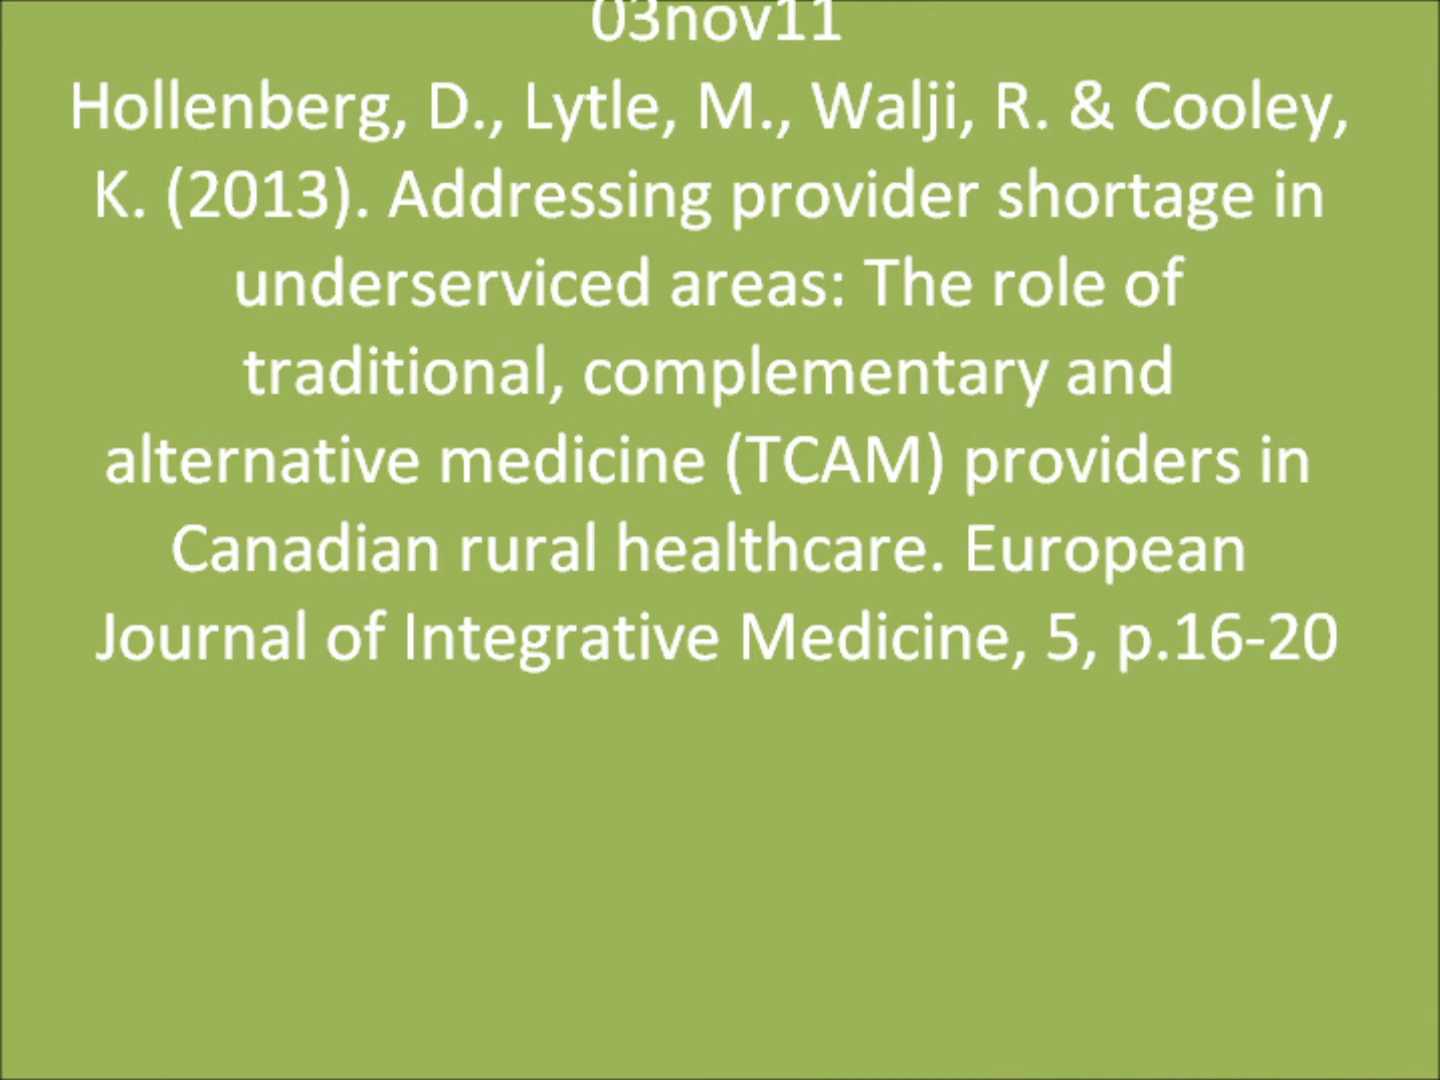 03nov11
Hollenberg, D., Lytle, M., Walji, R. & Cooley,
K. (2013). Addressing provider shortage in
underserviced areas: The role of
traditional, complementary and
alternative medicine (TCAM) providers in
Canadian rural healthcare. European
Journal of Integrative Medicine, 5, p.16-20